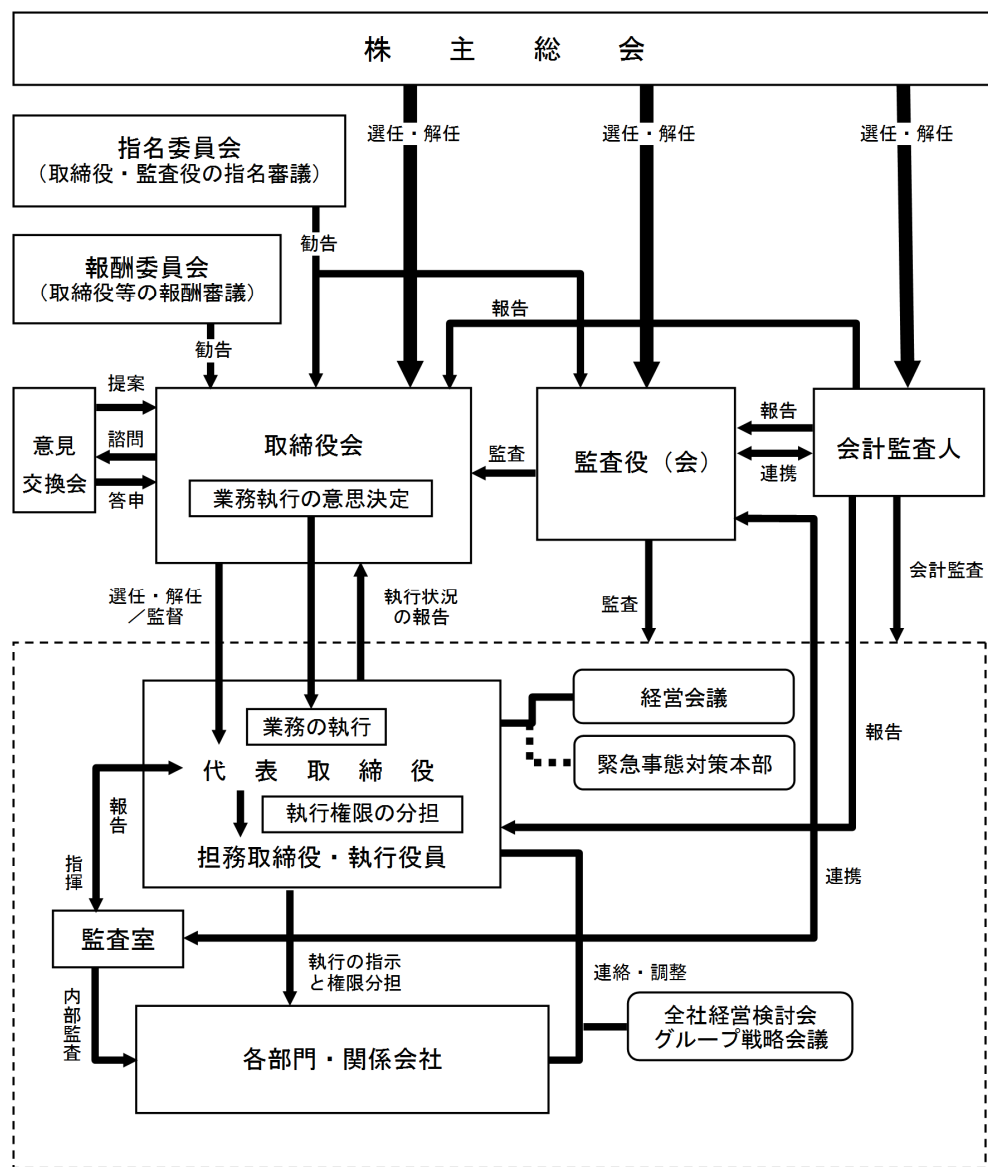 株主総会
選任・解任
選任・解任
選任・解任
指名委員会
（取締役・監査役の指名審議）
勧告
報酬委員会
（取締役等の報酬審議）
報告
勧告
提案
意見
交換会
諮問
答申
取締役会
業務執行の意思決定
監査
監査役（会）
報告
連携
会計監査人
選任・解任
／監督
執行状況
の報告
監査
会計監査
経営会議
業務の執行
緊急事態対策本部
報告
代表取締役
執行権限の分担
担務取締役・執行役員
報告
指揮
連携
監査室
執行の指示
と権限分担
連絡・調整
内部監査
全社経営検討会
グループ戦略会議
各部門・関係会社